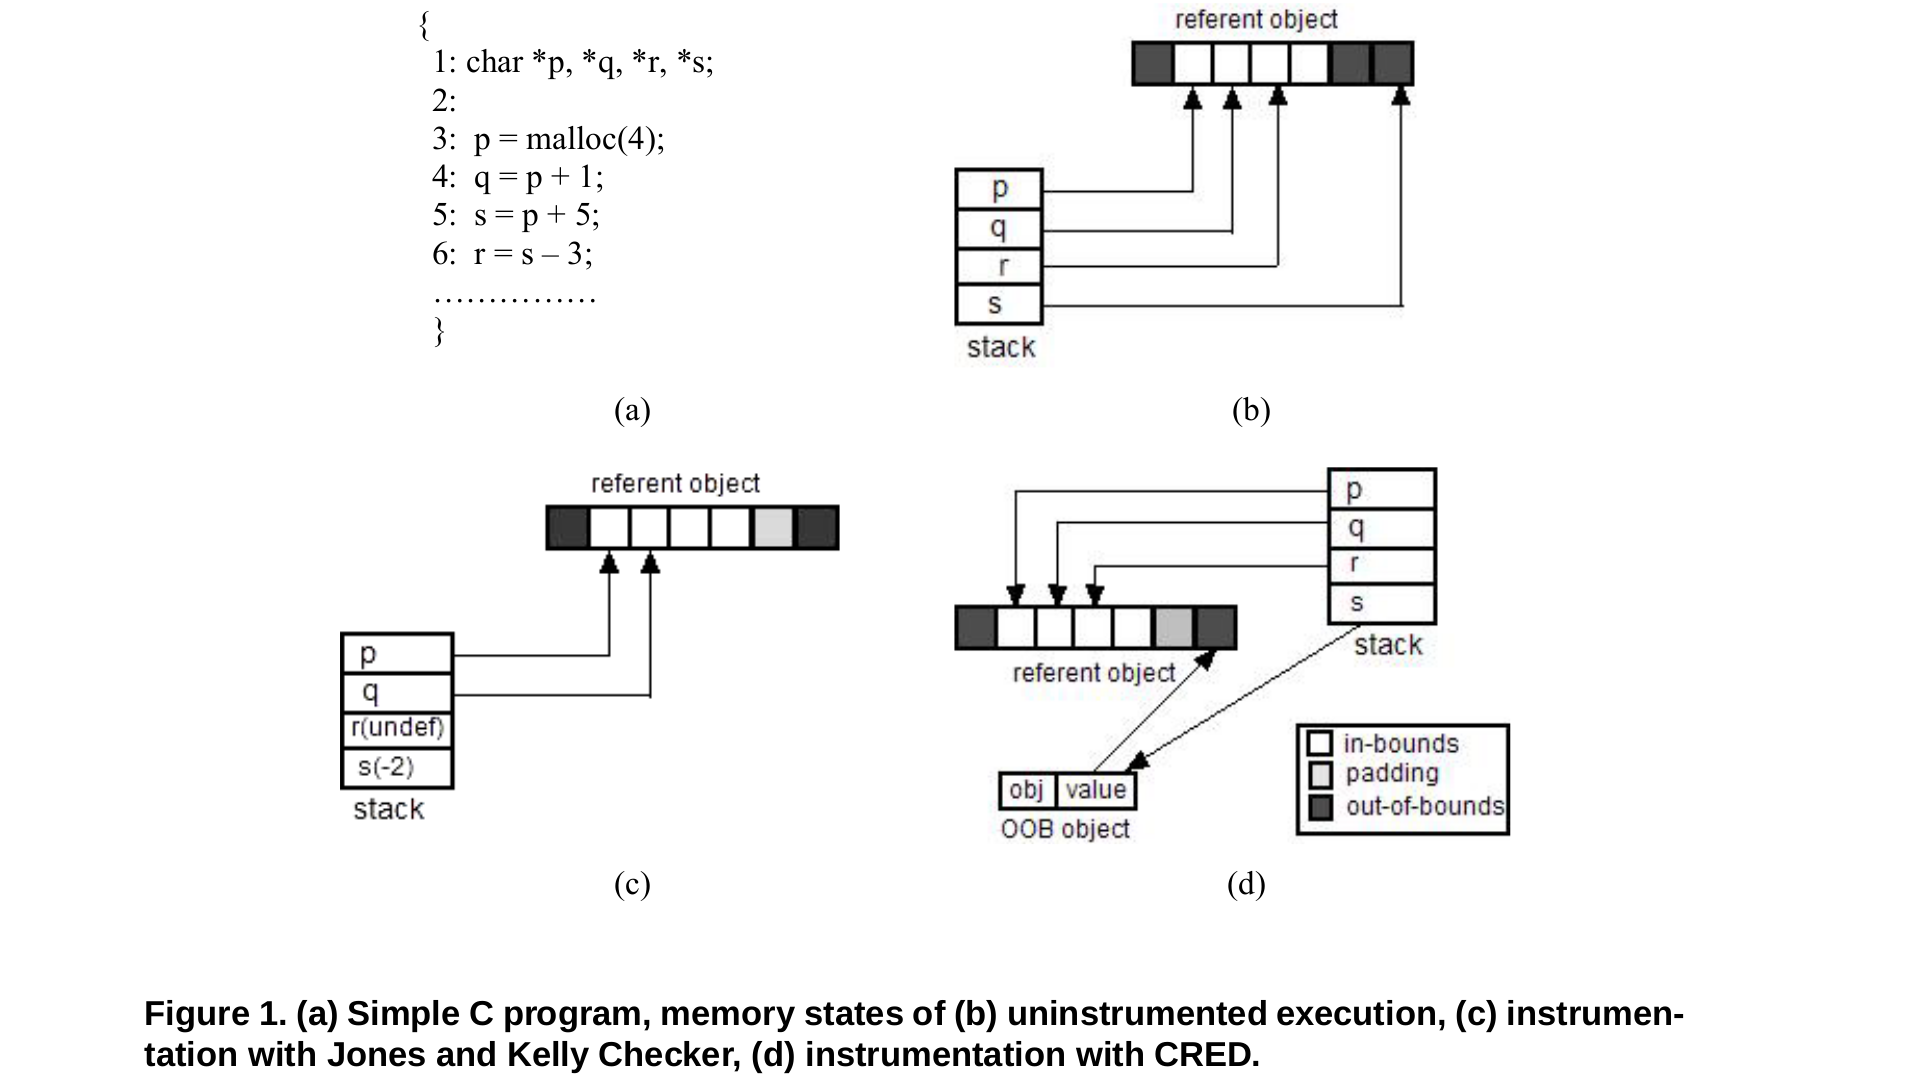 {
1: char *p, *q, *r, *s;
2:
3: p = malloc(4);
4: q = p + 1;
5: s = p + 5;
6: r = s – 3;
……………
}
(a)
referent object
p
q
r
s
stack
(b)
referent object
p
q
r(undef)
s(-2)
stack
(c)
p
q
r
s
stack
referent object
obj value
OOB object
in-bounds
padding
out-of-bounds
(d)
Figure 1. (a) Simple C program, memory states of (b) uninstrumented execution, (c) instrumen-
tation with Jones and Kelly Checker, (d) instrumentation with CRED.